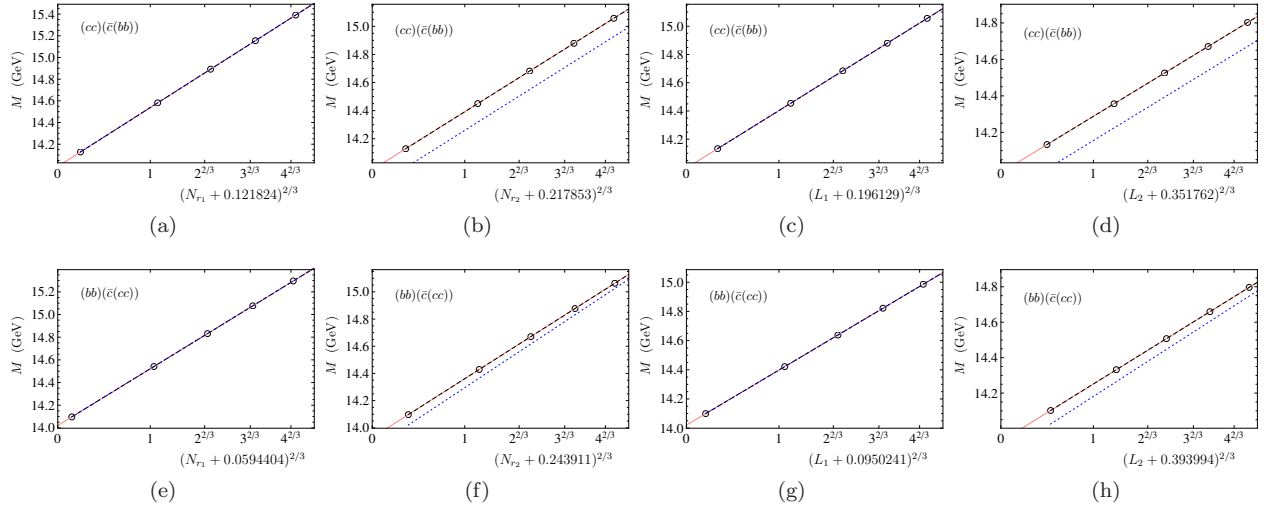 (cc)(c̄(bb))
M (GeV)
15.4
15.2
15.0
14.8
14.6
14.4
14.2
0 1 2^{2/3} 3^{2/3} 4^{2/3}
(N_{r_1} + 0.121824)^{2/3}
(a)
(cc)(c̄(bb))
M (GeV)
15.0
14.8
14.6
14.4
14.2
0 1 2^{2/3} 3^{2/3} 4^{2/3}
(N_{r_2} + 0.217853)^{2/3}
(b)
(cc)(c̄(bb))
M (GeV)
15.0
14.8
14.6
14.4
14.2
0 1 2^{2/3} 3^{2/3} 4^{2/3}
(L_1 + 0.196129)^{2/3}
(c)
(cc)(c̄(bb))
M (GeV)
14.8
14.6
14.4
14.2
0 1 2^{2/3} 3^{2/3} 4^{2/3}
(L_2 + 0.351762)^{2/3}
(d)
(bb)(c̄(cc))
M (GeV)
15.2
15.0
14.8
14.6
14.4
14.2
14.0
0 1 2^{2/3} 3^{2/3} 4^{2/3}
(N_{r_1} + 0.0594404)^{2/3}
(e)
(bb)(c̄(cc))
M (GeV)
15.0
14.8
14.6
14.4
14.2
14.0
0 1 2^{2/3} 3^{2/3} 4^{2/3}
(N_{r_2} + 0.243911)^{2/3}
(f)
(bb)(c̄(cc))
M (GeV)
15.0
14.8
14.6
14.4
14.2
14.0
0 1 2^{2/3} 3^{2/3} 4^{2/3}
(L_1 + 0.0950241)^{2/3}
(g)
(bb)(c̄(cc))
M (GeV)
14.8
14.6
14.4
14.2
0 1 2^{2/3} 3^{2/3} 4^{2/3}
(L_2 + 0.393994)^{2/3}
(h)